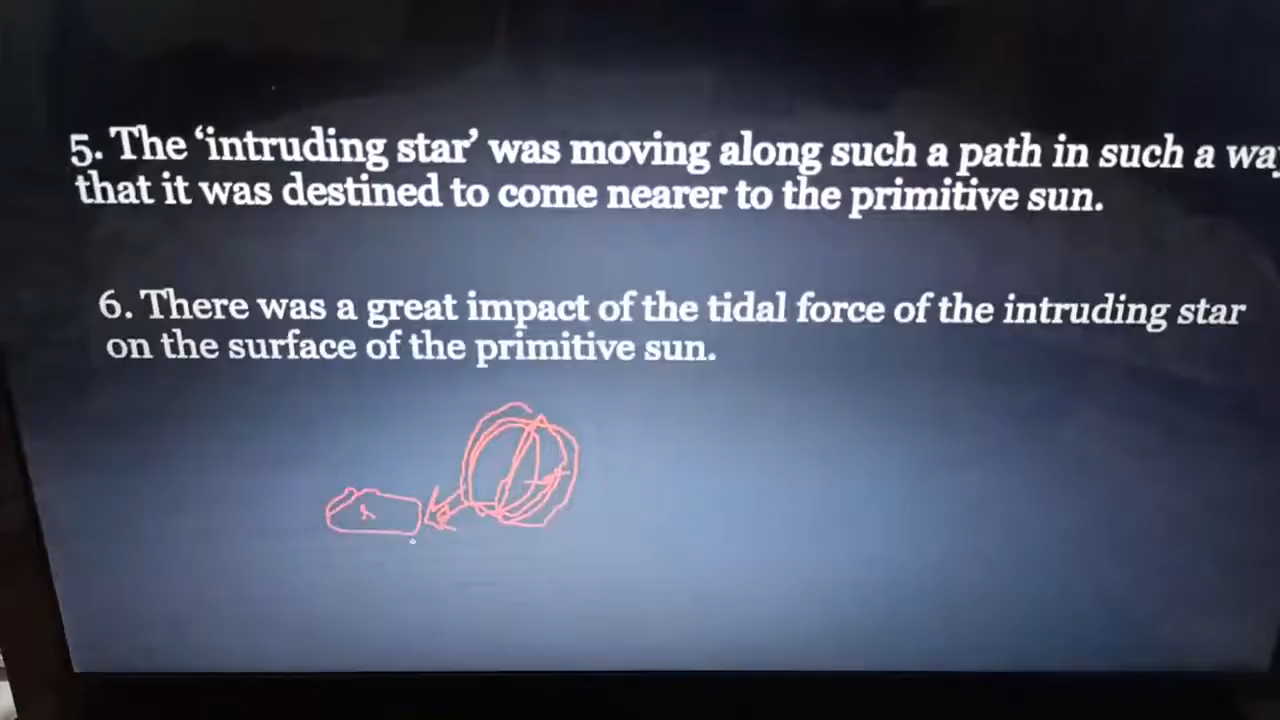 5. The ‘intruding star’ was moving along such a path in such a way
that it was destined to come nearer to the primitive sun.
6. There was a great impact of the tidal force of the intruding star
on the surface of the primitive sun.